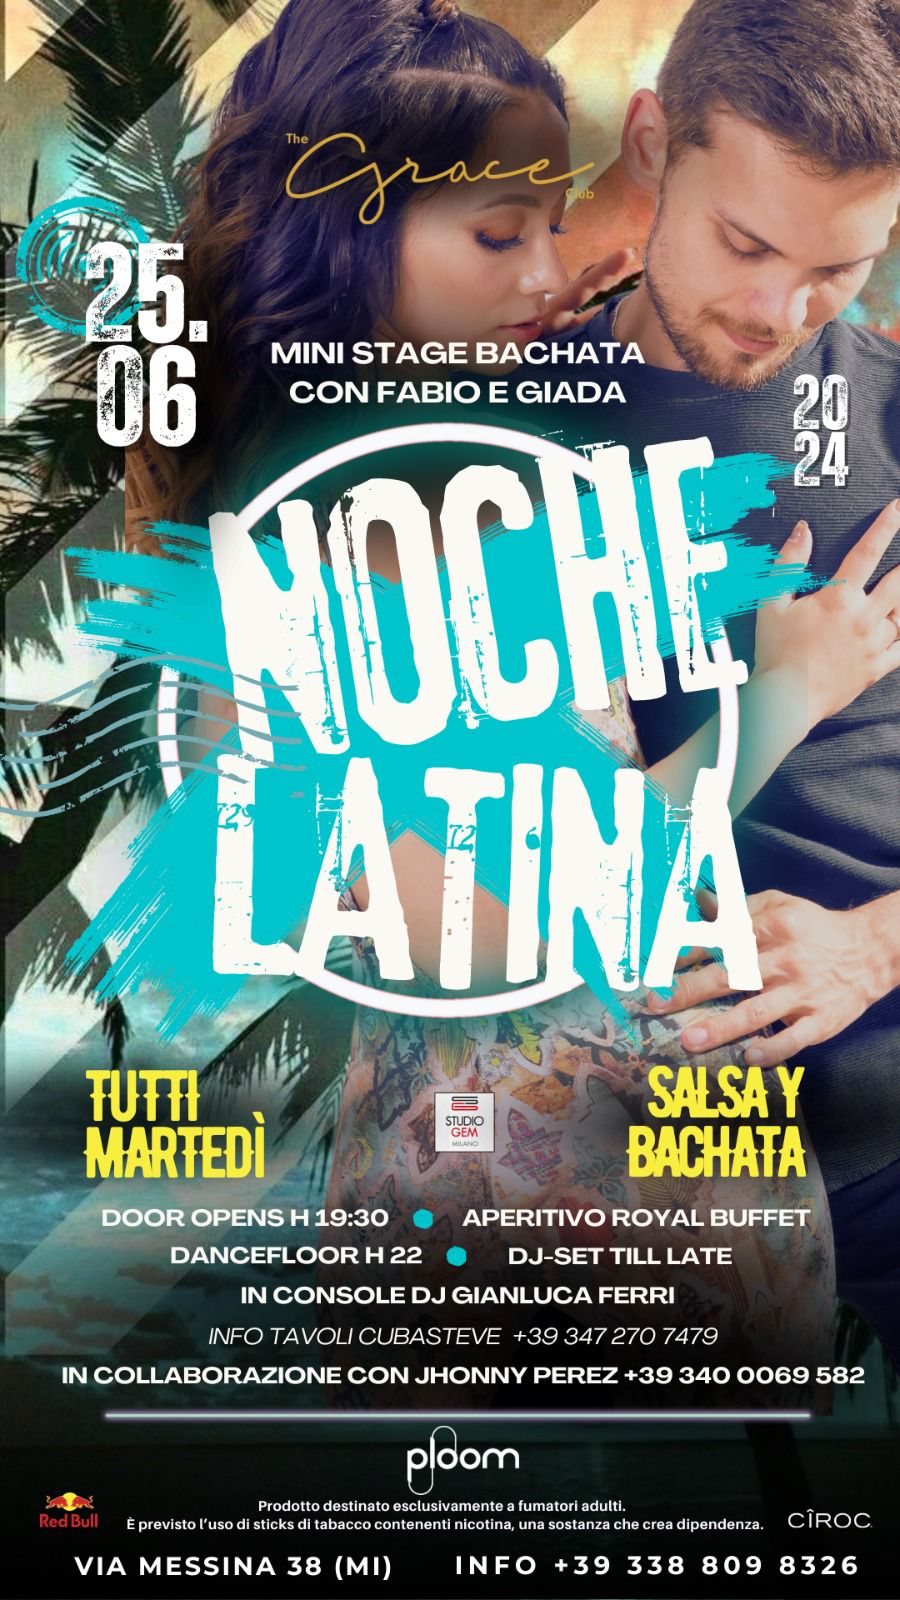 The
Grace
Club
25.
06
MINI STAGE BACHATA
CON FABIO E GIADA
20
24
NOCHE
LATINA
729
72
6
TUTTI
MARTEDÌ
STUDIO
GEM
MILANO
SALSA Y
BACHATA
DOOR OPENS H 19:30 APERITIVO ROYAL BUFFET
DANCEFLOOR H 22 DJ-SET TILL LATE
IN CONSOLE DJ GIANLUCA FERRI
INFO TAVOLI CUBASTEVE +39 347 270 7479
IN COLLABORAZIONE CON JHONNY PEREZ +39 340 0069 582
ploom
Prodotto destinato esclusivamente a fumatori adulti.
È previsto l'uso di sticks di tabacco contenenti nicotina, una sostanza che crea dipendenza.
Red Bull
CÎROC
VIA MESSINA 38 (MI) INFO +39 338 809 8326